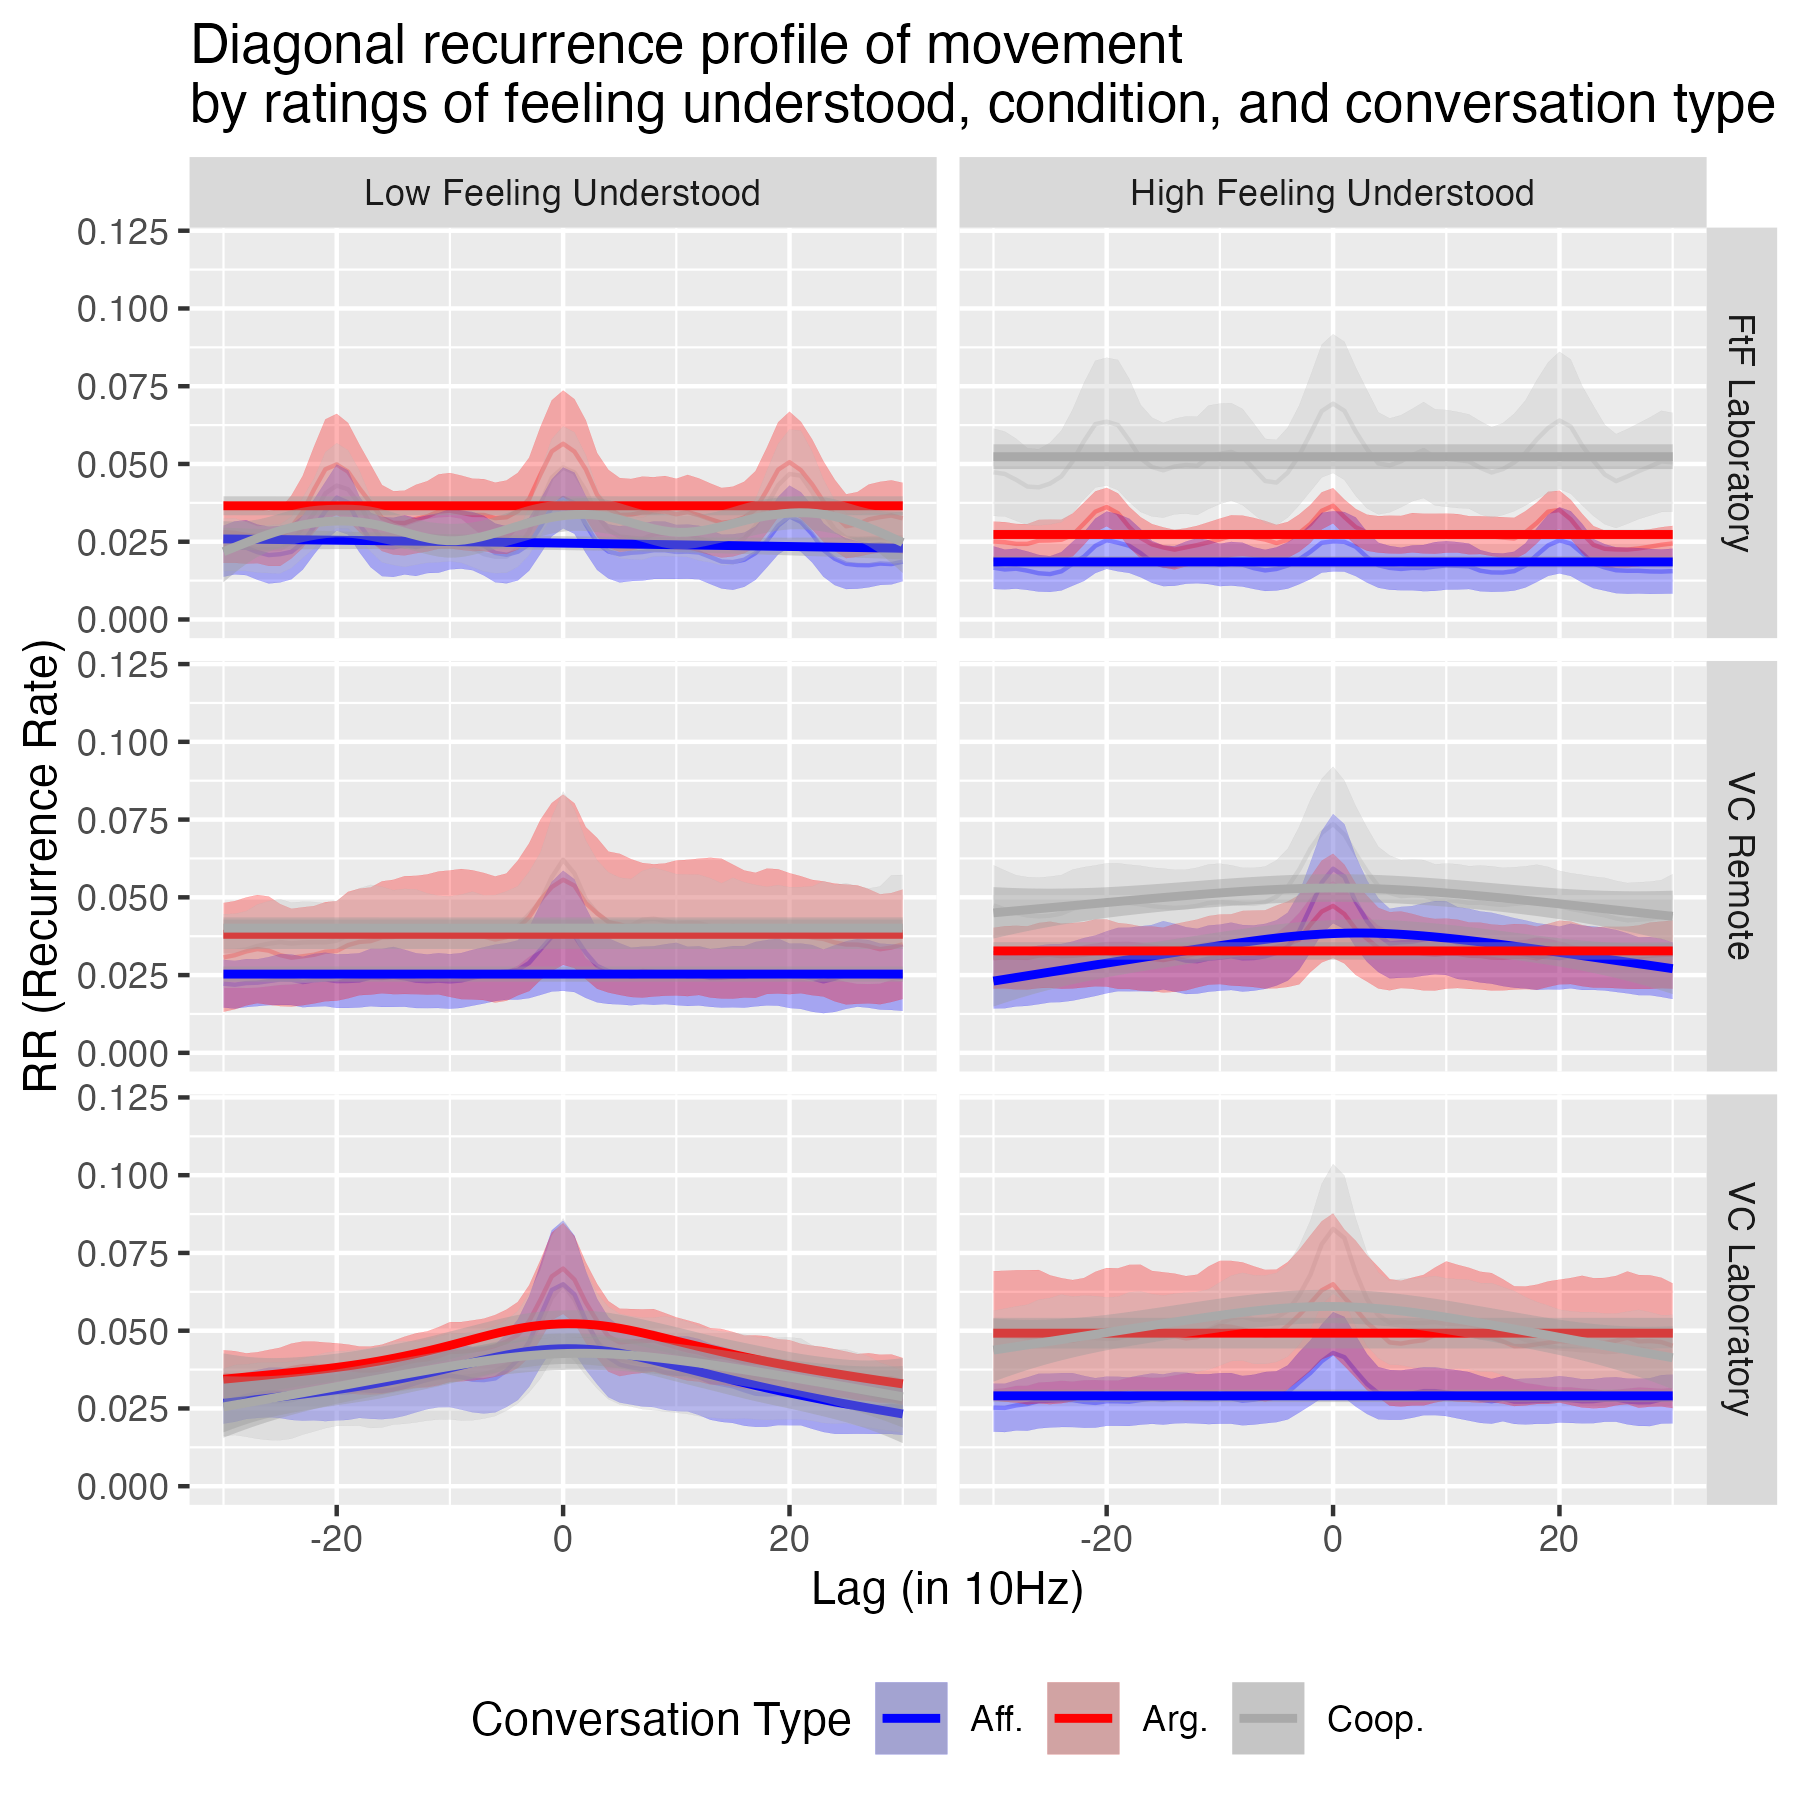 Diagonal recurrence profile of movement
by ratings of feeling understood, condition, and conversation type
Low Feeling Understood
High Feeling Understood
0.125
0.100
0.075
0.050
0.025
0.000
FtF Laboratory
0.125
0.100
0.075
0.050
0.025
0.000
VC Remote
0.125
0.100
0.075
0.050
0.025
0.000
VC Laboratory
RR (Recurrence Rate)
-20 0 20
-20 0 20
Lag (in 10Hz)
Conversation Type Aff. Arg. Coop.